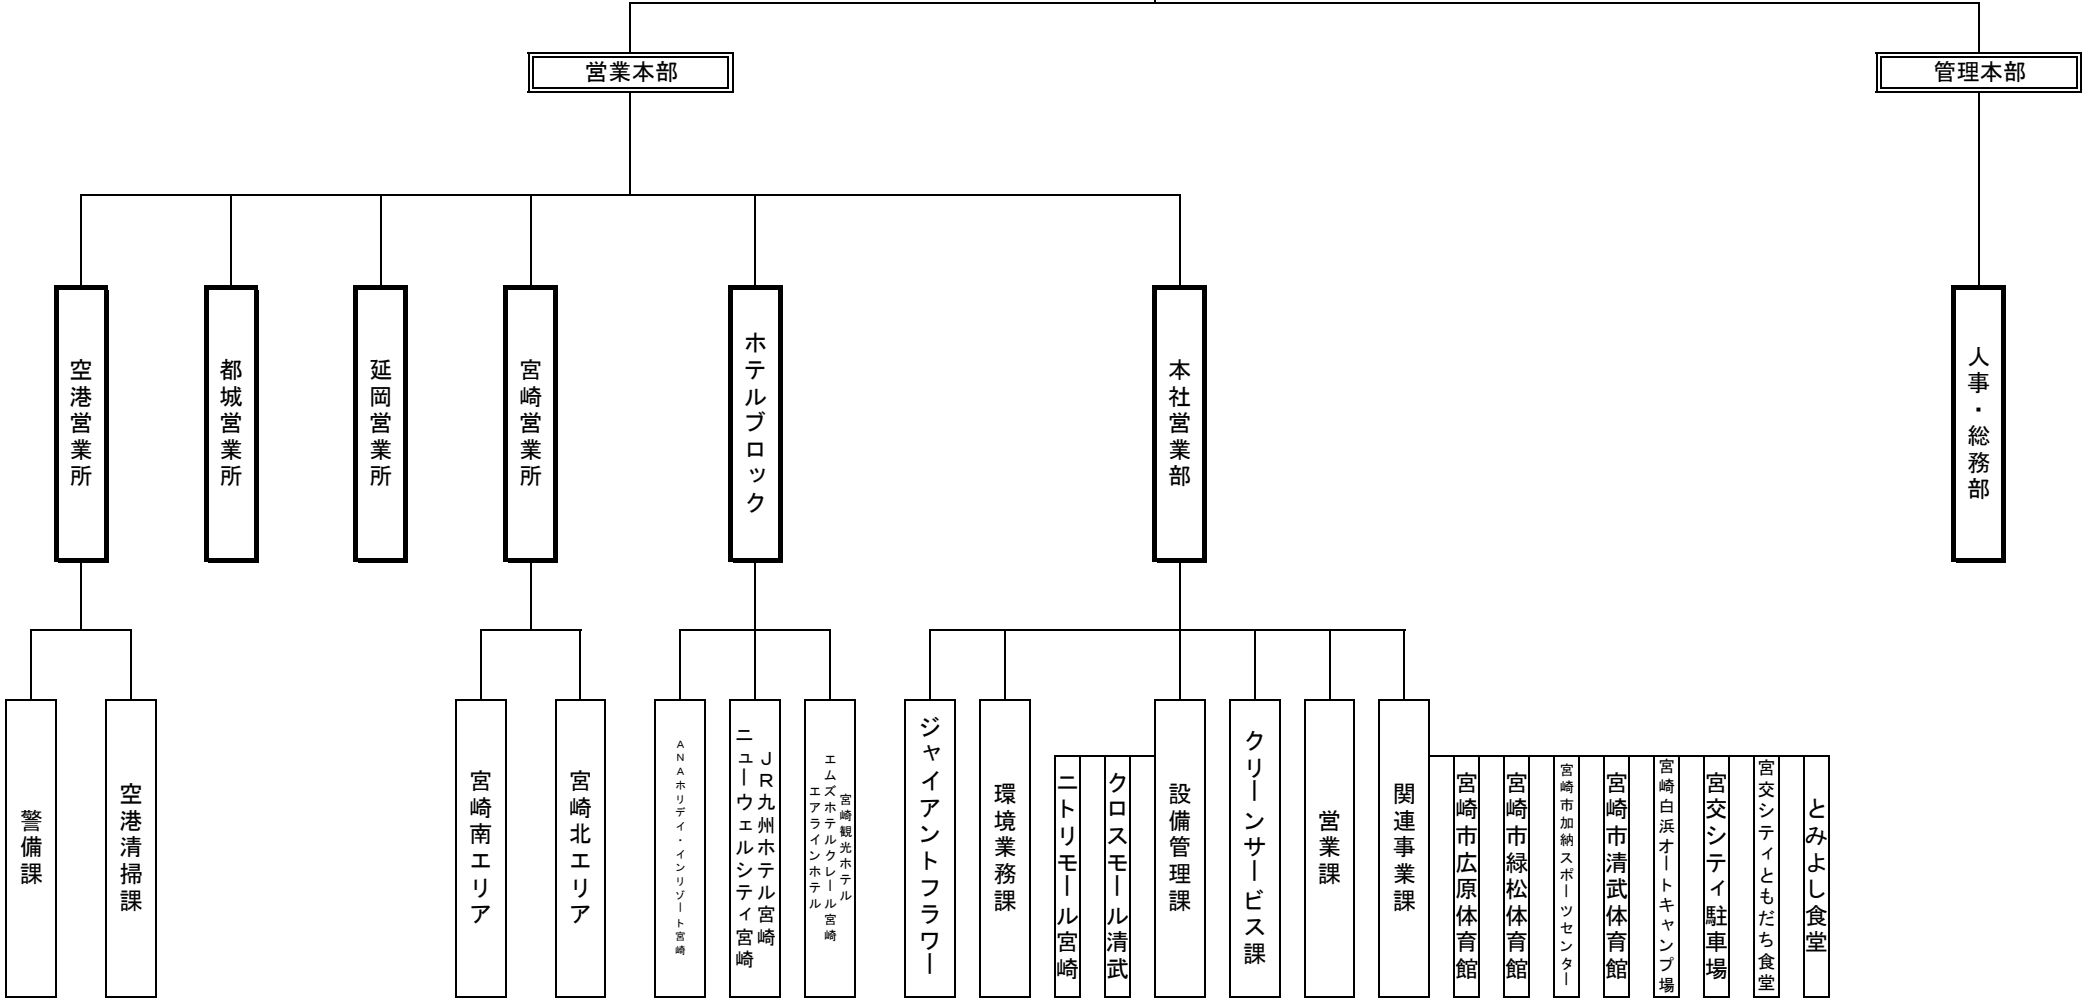 営業本部
管理本部
空港営業所
都城営業所
延岡営業所
宮崎営業所
ホテルブロック
本社営業部
人事・総務部
警備課
空港清掃課
宮崎南エリア
宮崎北エリア
ANAホリデイ・インリゾート宮崎
JR九州ホテル宮崎
ニューウェルシティ宮崎
宮崎観光ホテル
エムズホテルクレール宮崎
エアラインホテル
ジャイアントフラワー
環境業務課
ニトリモール宮崎
クロスモール清武
設備管理課
クリーンサービス課
営業課
関連事業課
宮崎市広原体育館
宮崎市緑松体育館
宮崎市加納スポーツセンター
宮崎市清武体育館
宮崎白浜オートキャンプ場
宮交シティ駐車場
宮交シティともだち食堂
とみよし食堂